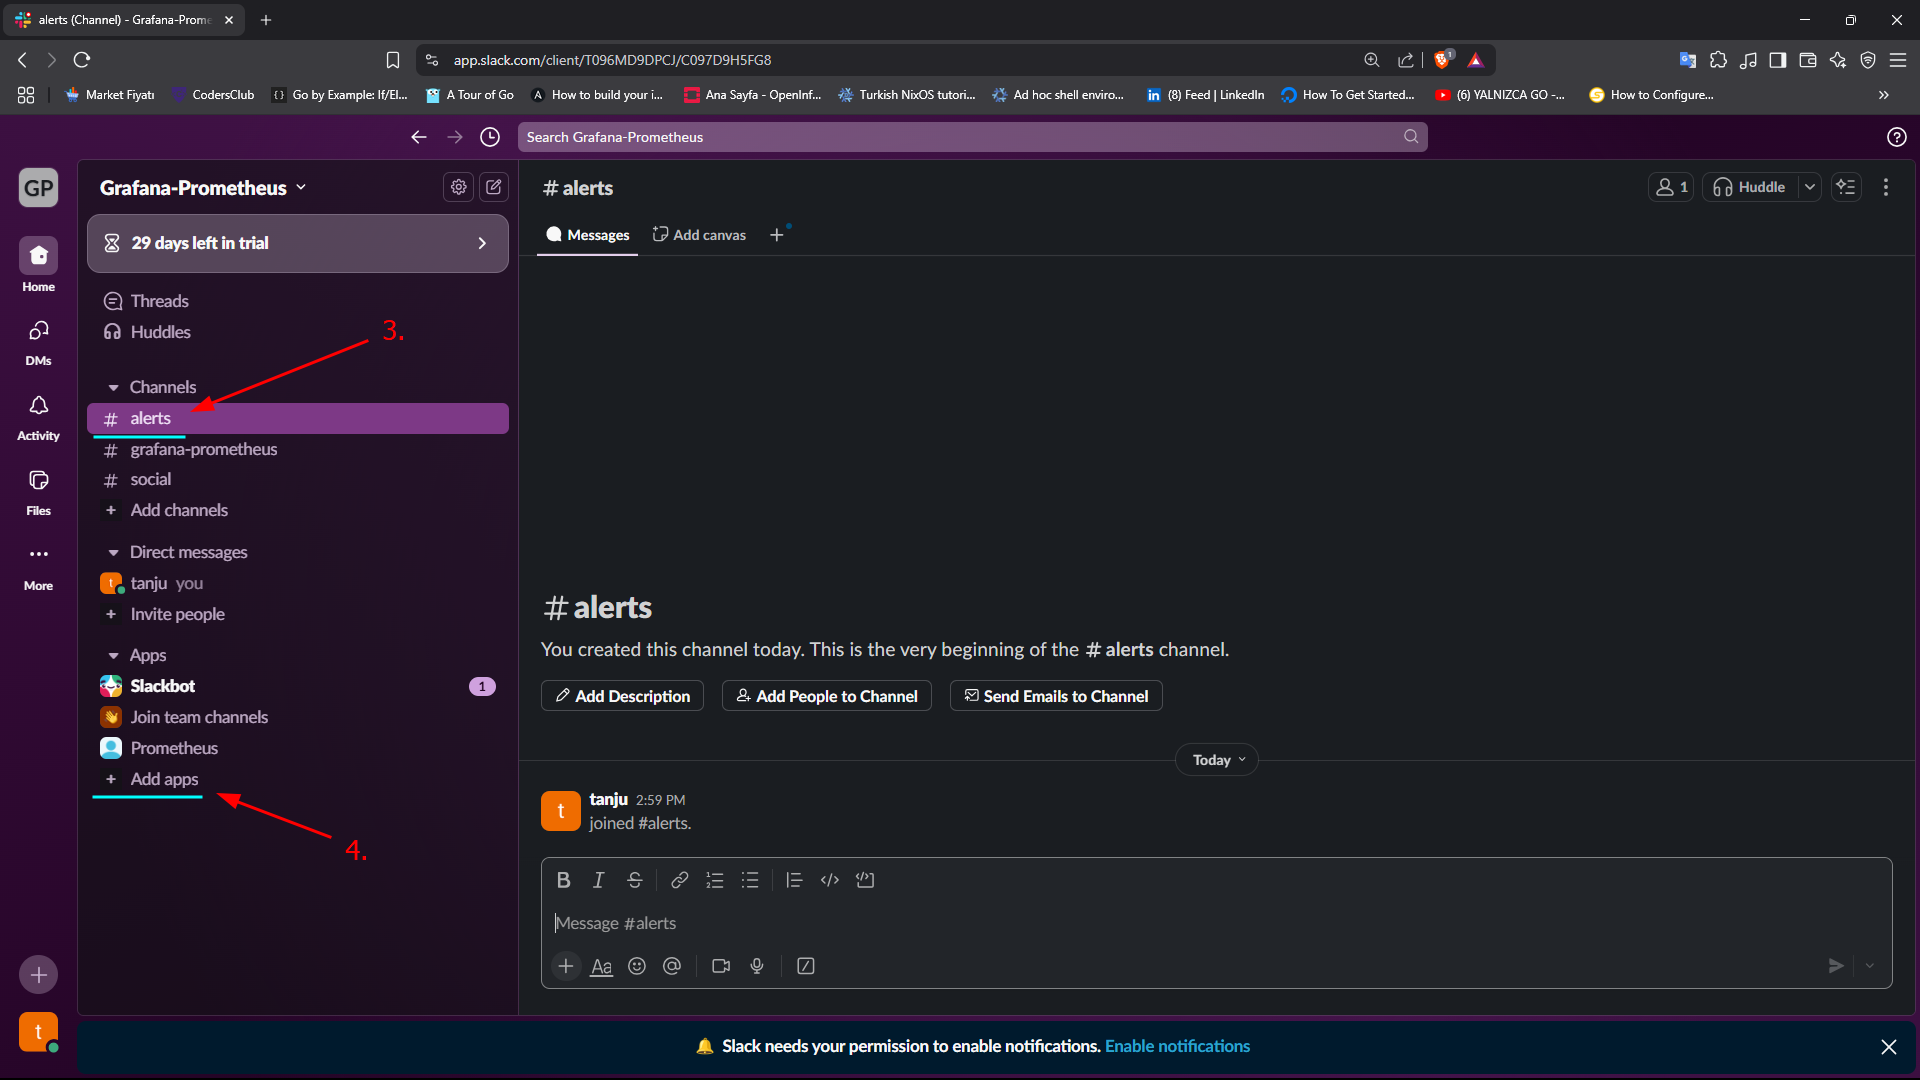 alerts (Channel) - Grafana-Prome
app.slack.com/client/T096MD9DPCJ/C097D9H5FG8
1
Market Fiyatı
CodersClub
Go by Example: If/El...
A Tour of Go
How to build your i...
Ana Sayfa - OpenInf...
Turkish NixOS tutori...
Ad hoc shell enviro...
(8) Feed | LinkedIn
How To Get Started...
(6) YALNIZCA GO -...
How to Configure...
Search Grafana-Prometheus
GP
Home
DMs
Activity
Files
More
t
Grafana-Prometheus
29 days left in trial
Threads
Huddles
3.
Channels
# alerts
# grafana-prometheus
# social
+ Add channels
Direct messages
t tanju you
+ Invite people
Apps
Slackbot 1
Join team channels
Prometheus
+ Add apps
4.
# alerts
1
Huddle
Messages
Add canvas
# alerts
You created this channel today. This is the very beginning of the # alerts channel.
Add Description
Add People to Channel
Send Emails to Channel
Today
t
tanju 2:59 PM
joined #alerts.
B I S
Message #alerts
Aa
Slack needs your permission to enable notifications. Enable notifications